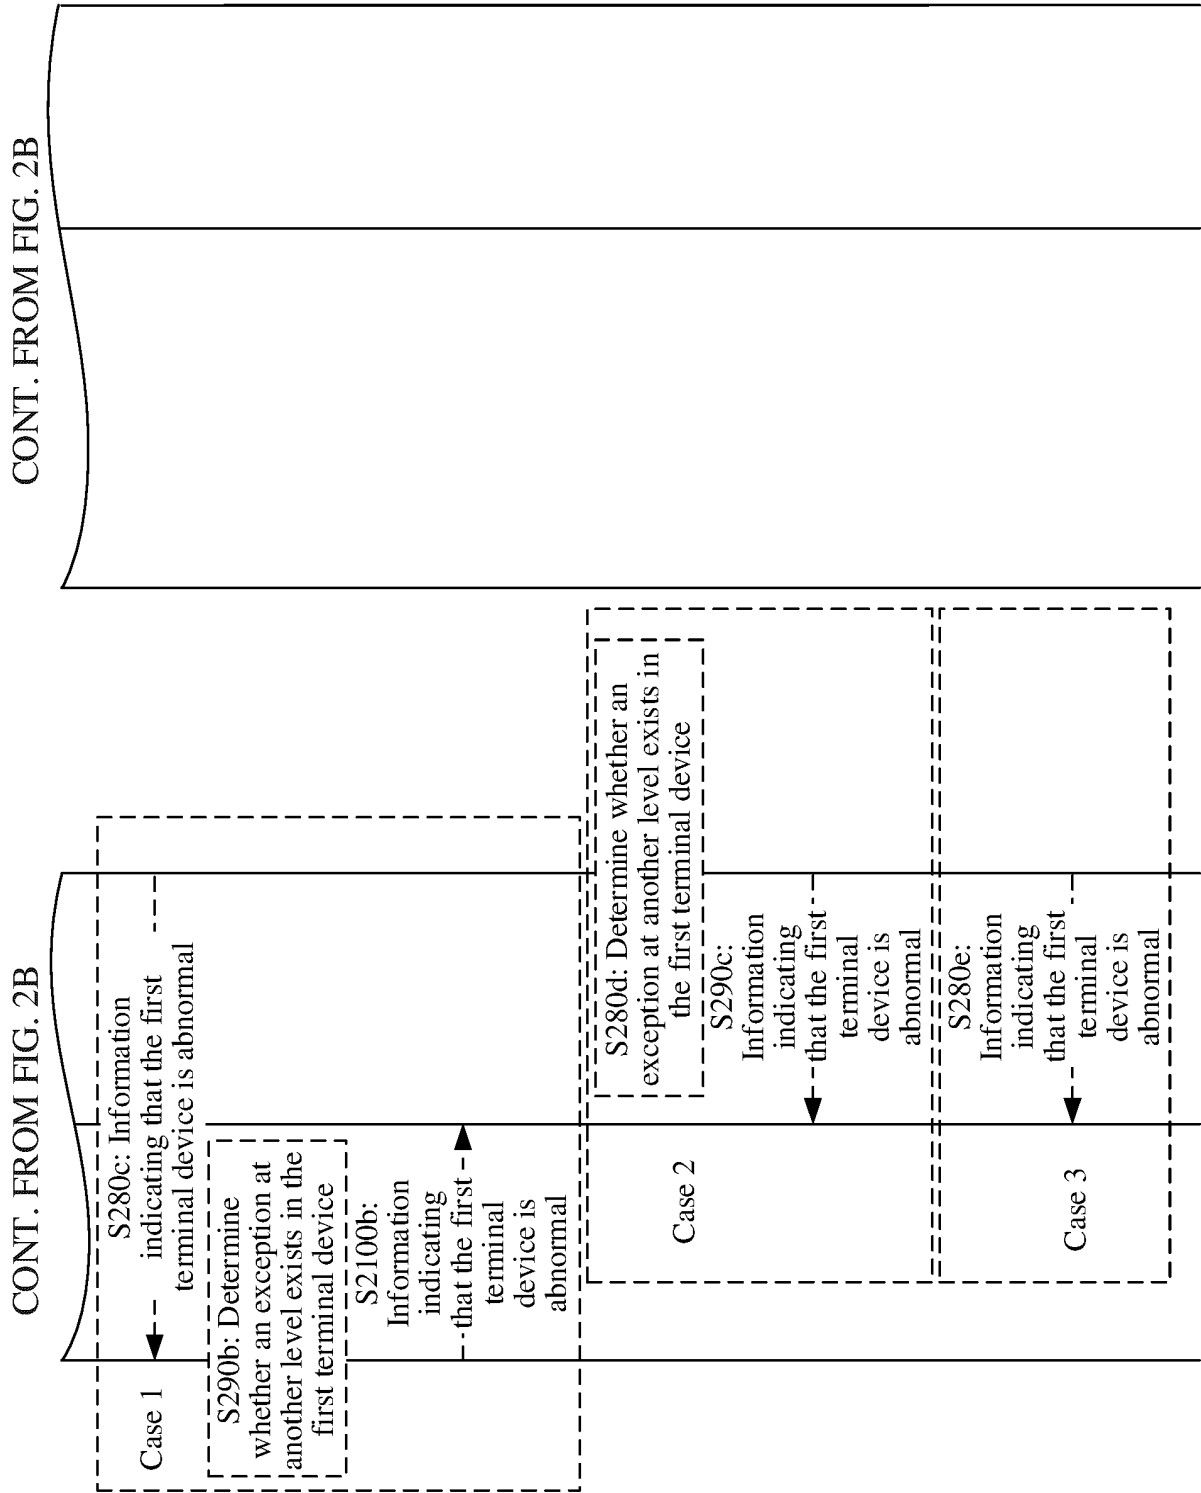 CONT. FROM FIG. 2B
CONT. FROM FIG. 2B
Case 1
S280c: Information
indicating that the first
terminal device is abnormal
S290b: Determine
whether an exception at
another level exists in the
first terminal device
S2100b:
Information
indicating
that the first
terminal
device is
abnormal
Case 2
S280d: Determine whether an
exception at another level exists in
the first terminal device
S290c:
Information
indicating
that the first
terminal
device is
abnormal
Case 3
S280e:
Information
indicating
that the first
terminal
device is
abnormal